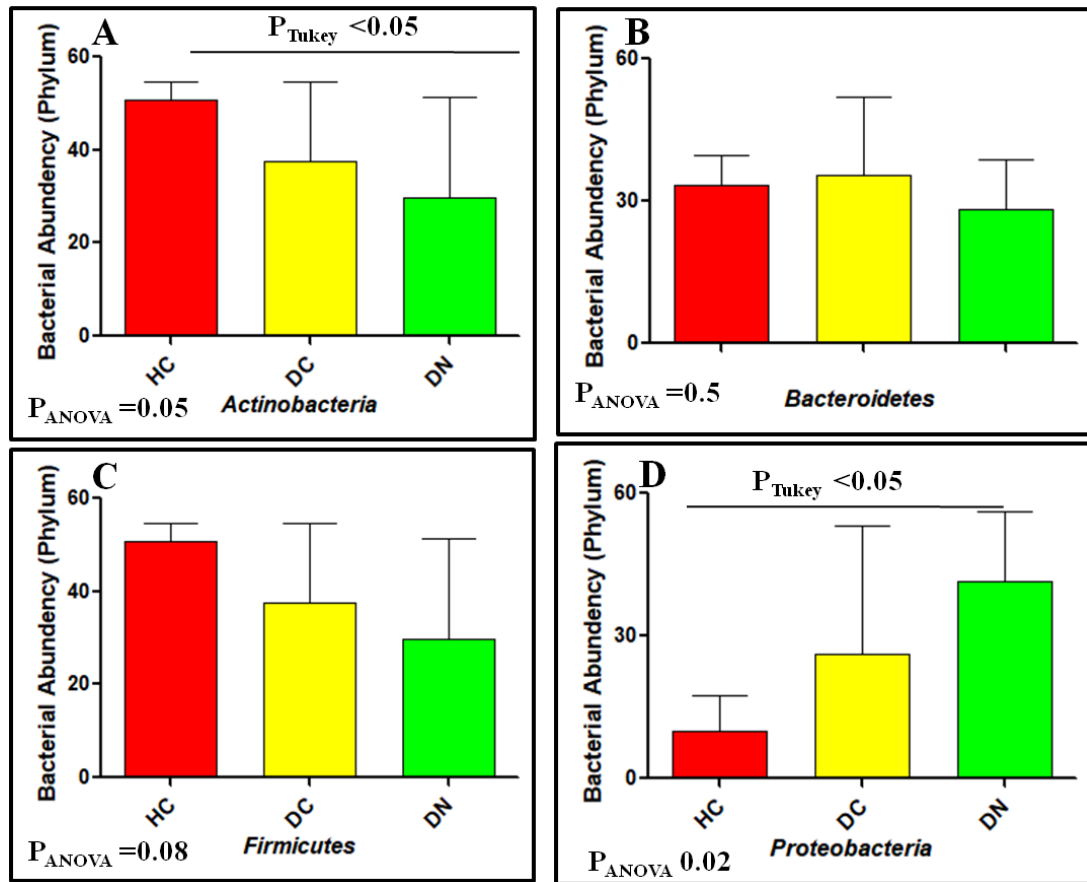 A
P_Tukey <0.05
Bacterial Abundency (Phylum)
60
40
20
0
HC
DC
DN
P_ANOVA =0.05
Actinobacteria
B
Bacterial Abundency (Phylum)
60
30
0
P_ANOVA =0.5
Bacteroidetes
C
Bacterial Abundency (Phylum)
60
40
20
0
HC
DC
DN
P_ANOVA =0.08
Firmicutes
D
P_Tukey <0.05
Bacterial Abundency (Phylum)
60
30
0
HC
DC
DN
P_ANOVA 0.02
Proteobacteria